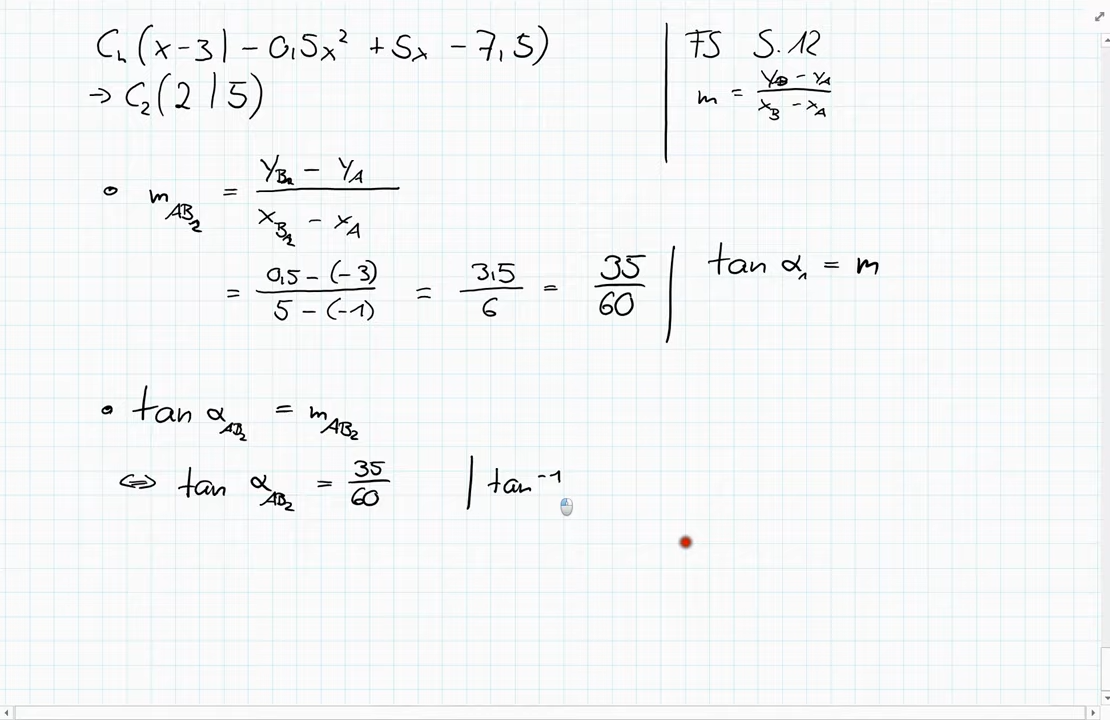 Cₙ(x-3| -0,5x² + 5x - 7,5)
→ C₂(2|5)
FS S.12
m = (y_B - y_A)/(x_B - x_A)
• m_AB₂ = (y_B₂ - y_A)/(x_B₂ - x_A)
= (0,5 - (-3))/(5 - (-1)) = 3,5/6 = 35/60 | tan α₁ = m
• tan α_AB₂ = m_AB₂
⇔ tan α_AB₂ = 35/60 | tan⁻¹